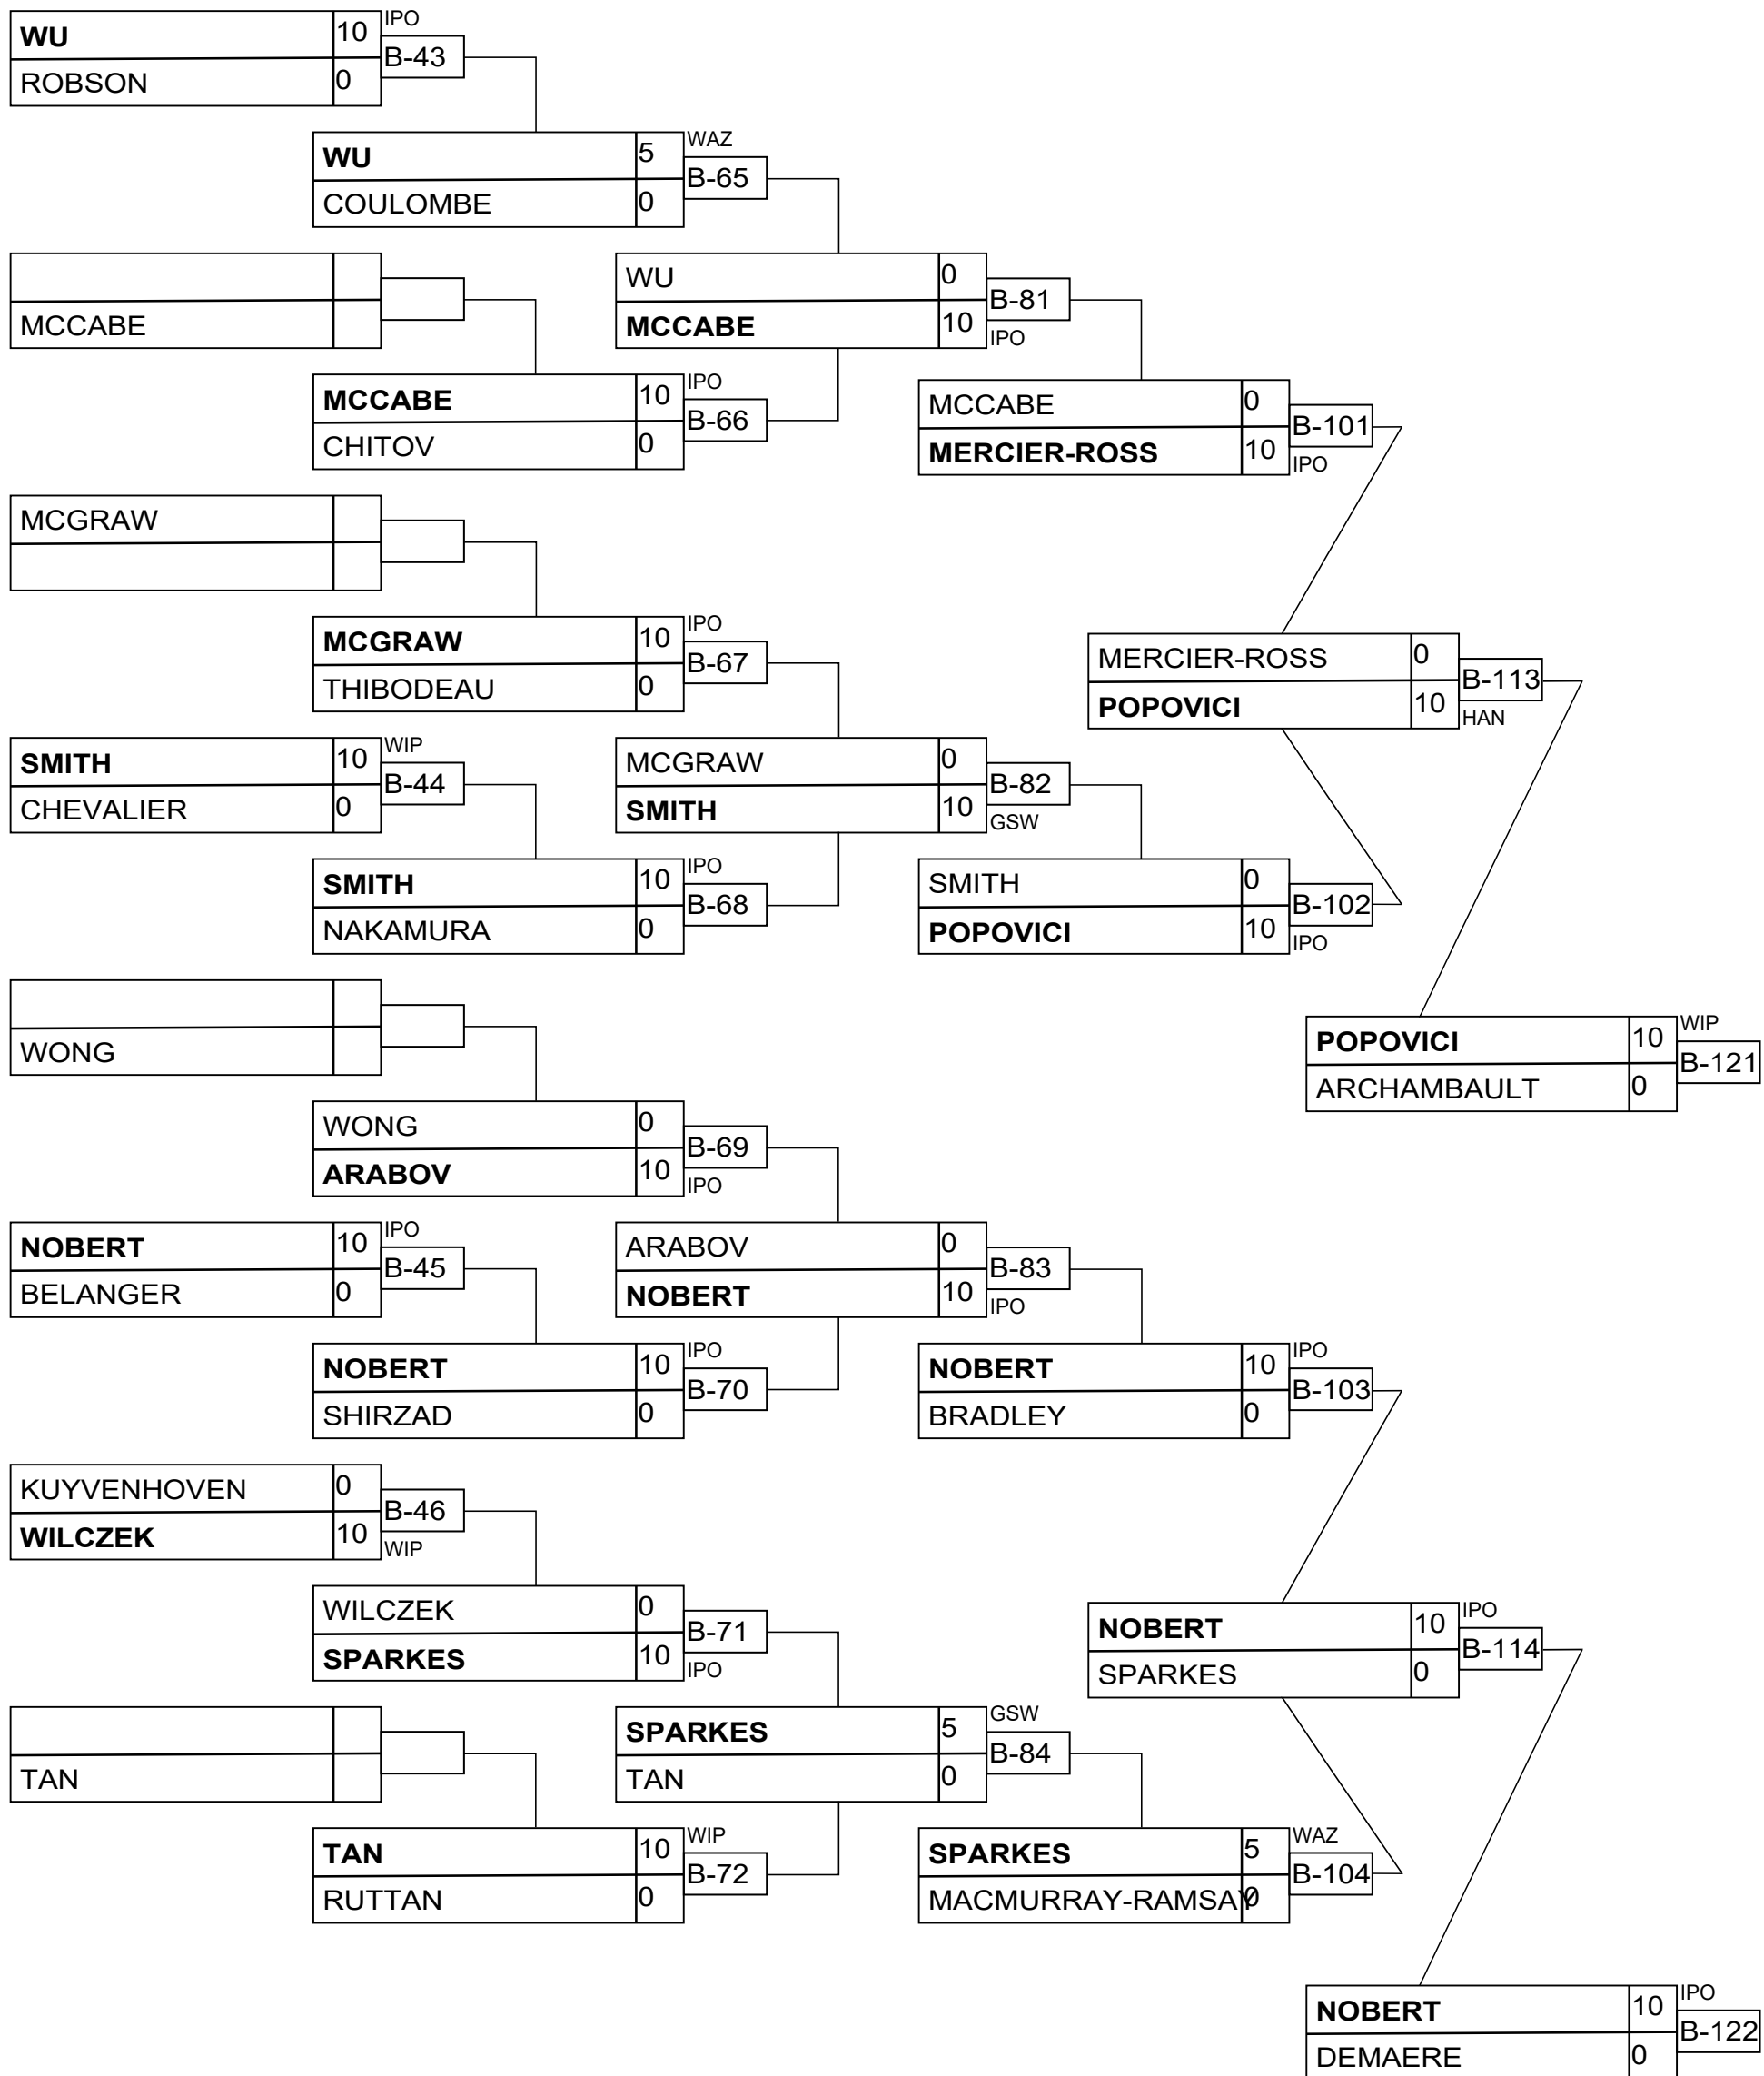 WU 10 IPO
B-43
ROBSON 0
WU 5 WAZ
B-65
COULOMBE 0
MCCABE
WU 0
B-81
MCCABE 10 IPO
MCCABE 10 IPO
B-66
CHITOV 0
MCCABE 0
B-101
MERCIER-ROSS 10 IPO
MCGRAW
MCGRAW 10 IPO
B-67
THIBODEAU 0
MERCIER-ROSS 0
B-113
POPOVICI 10 HAN
SMITH 10 WIP
B-44
CHEVALIER 0
MCGRAW 0
B-82
SMITH 10 GSW
SMITH 10 IPO
B-68
NAKAMURA 0
SMITH 0
B-102
POPOVICI 10 IPO
WONG
POPOVICI 10 WIP
B-121
ARCHAMBAULT 0
WONG 0
B-69
ARABOV 10 IPO
NOBERT 10 IPO
B-45
BELANGER 0
ARABOV 0
B-83
NOBERT 10 IPO
NOBERT 10 IPO
B-70
SHIRZAD 0
NOBERT 10 IPO
B-103
BRADLEY 0
KUYVENHOVEN 0
B-46
WILCZEK 10 WIP
WILCZEK 0
B-71
SPARKES 10 IPO
NOBERT 10 IPO
B-114
SPARKES 0
TAN
SPARKES 5 GSW
B-84
TAN 0
TAN 10 WIP
B-72
RUTTAN 0
SPARKES 5 WAZ
B-104
MACMURRAY-RAMSAY 0
NOBERT 10 IPO
B-122
DEMAERE 0